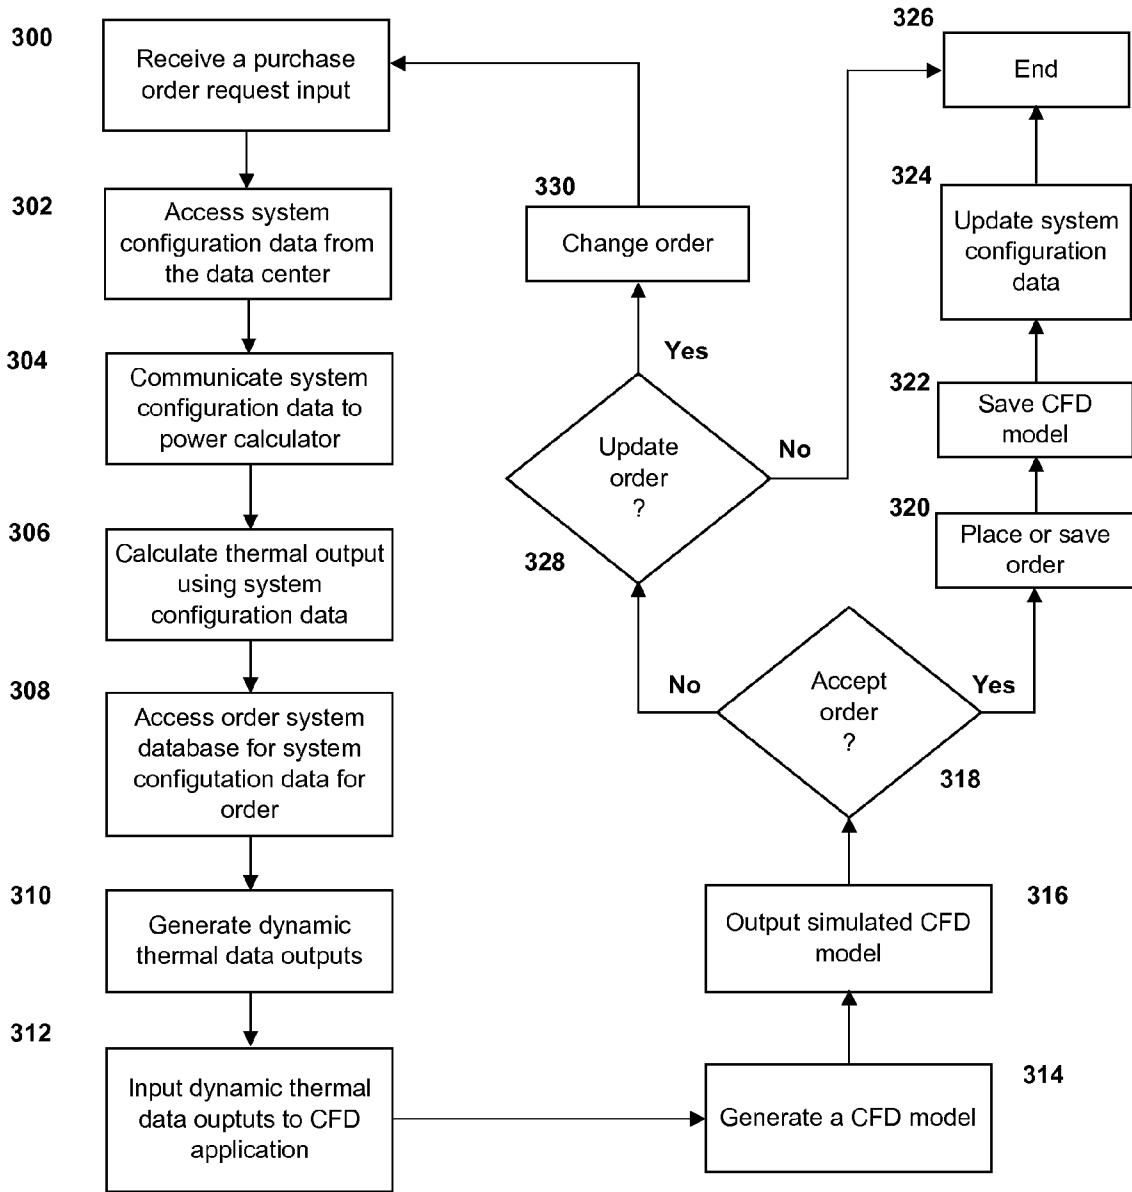 300
Receive a purchase
order request input
302
Access system
configuration data from
the data center
304
Communicate system
configuration data to
power calculator
306
Calculate thermal output
using system
configuration data
308
Access order system
database for system
configutation data for
order
310
Generate dynamic
thermal data outputs
312
Input dynamic thermal
data ouptuts to CFD
application
314
Generate a CFD model
316
Output simulated CFD
model
318
Accept
order
?
No
Yes
320
Place or save
order
322
Save CFD
model
324
Update system
configuration
data
326
End
328
Update
order
?
Yes
No
330
Change order